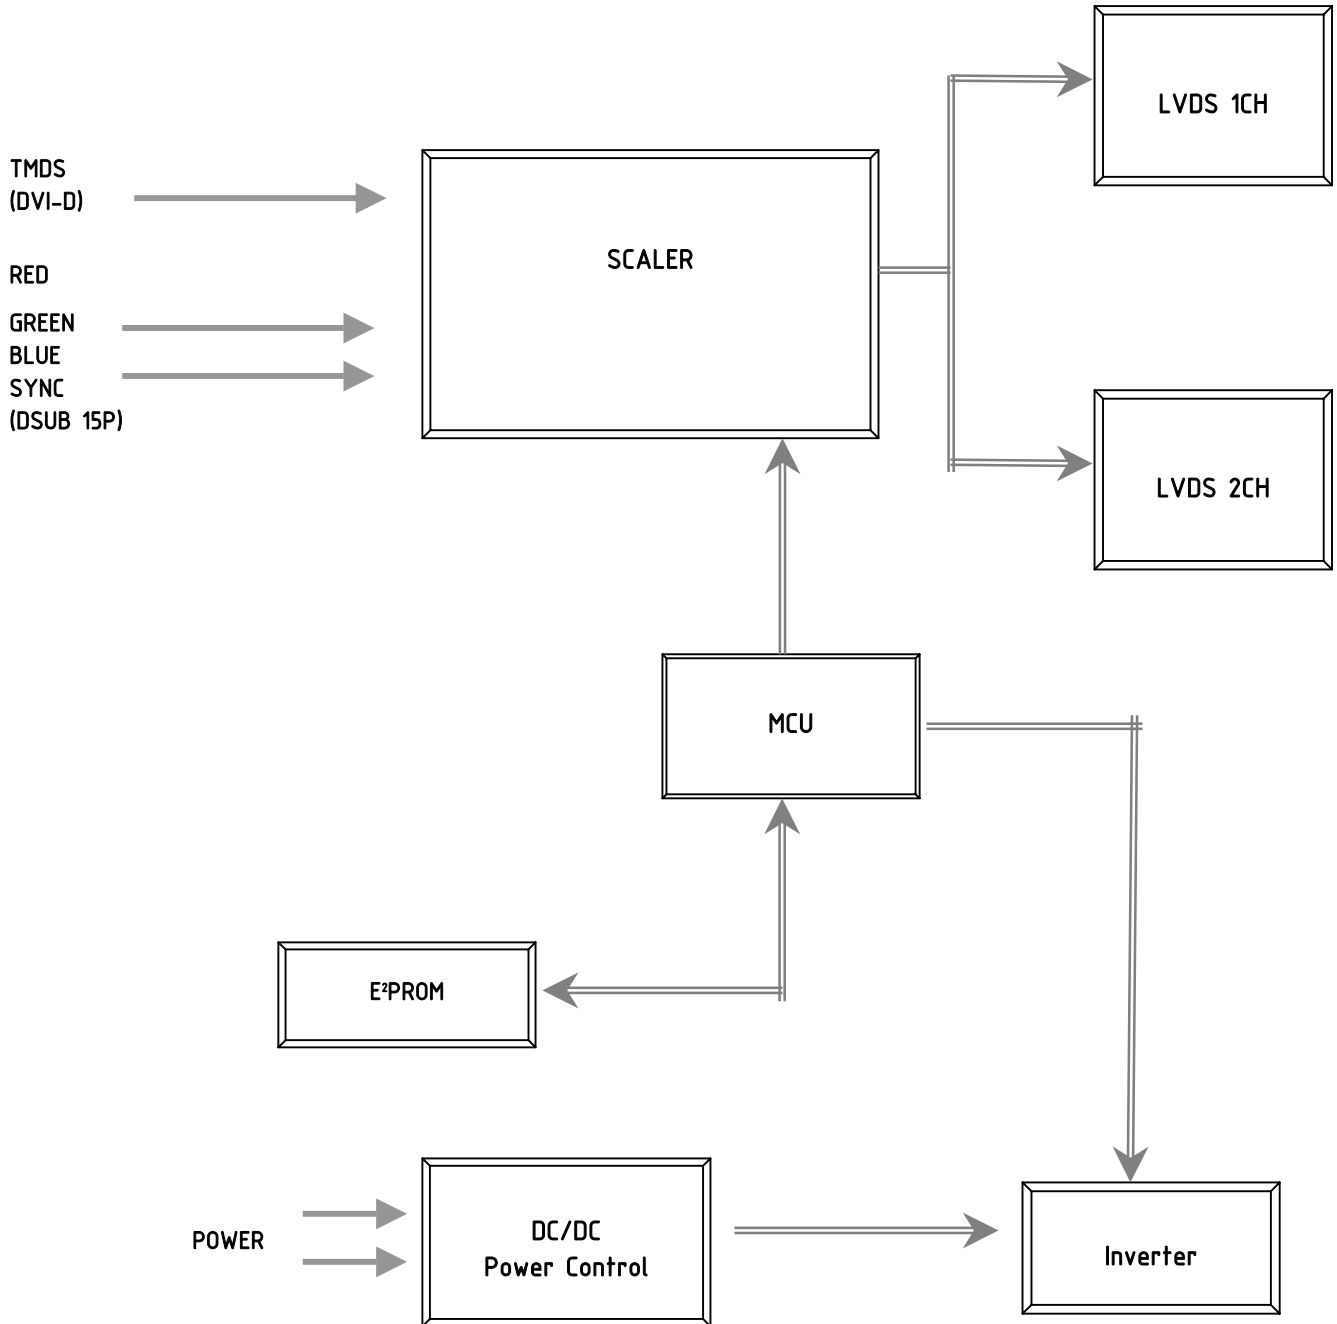 LVDS 1CH
TMDS
(DVI-D)
SCALER
RED
GREEN
BLUE
SYNC
(DSUB 15P)
LVDS 2CH
MCU
E²PROM
POWER
DC/DC
Power Control
Inverter